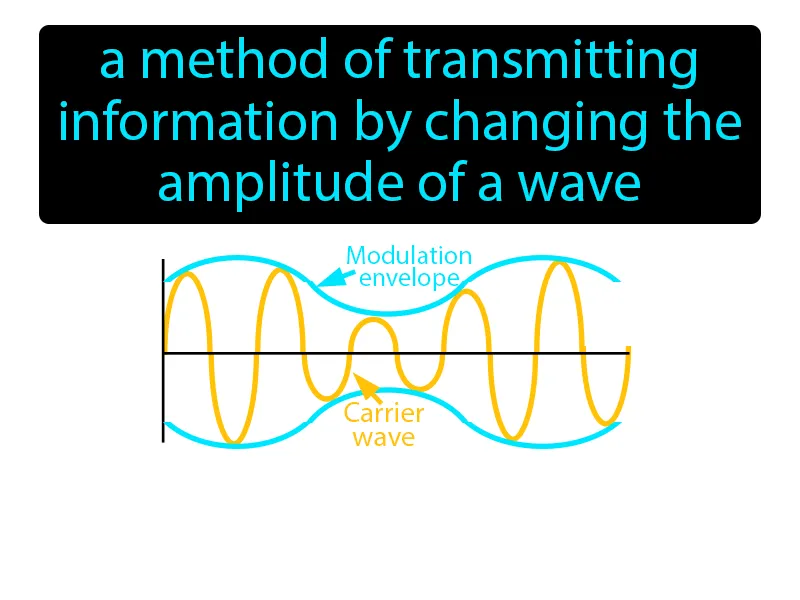 a method of transmitting
information by changing the
amplitude of a wave
Modulation
envelope
Carrier
wave